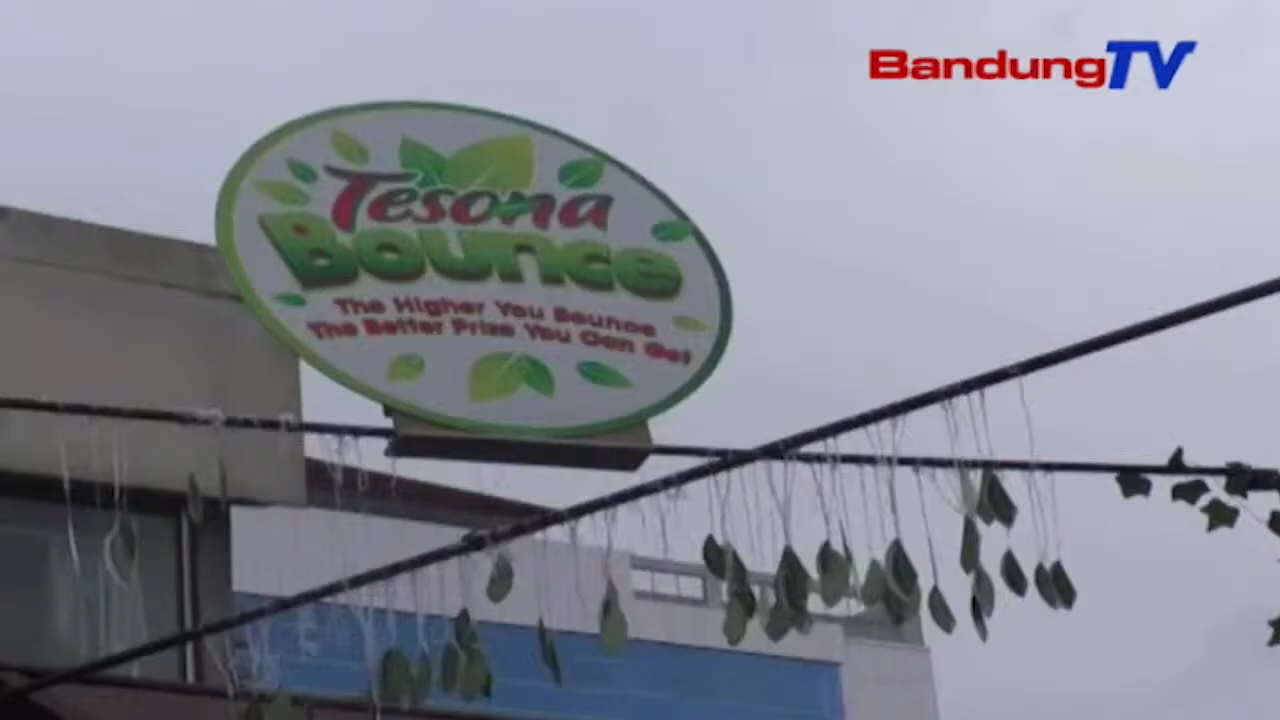 BandungTV
Tesona
Bounce
The Higher You Bounce
The Better Prize You Can Get